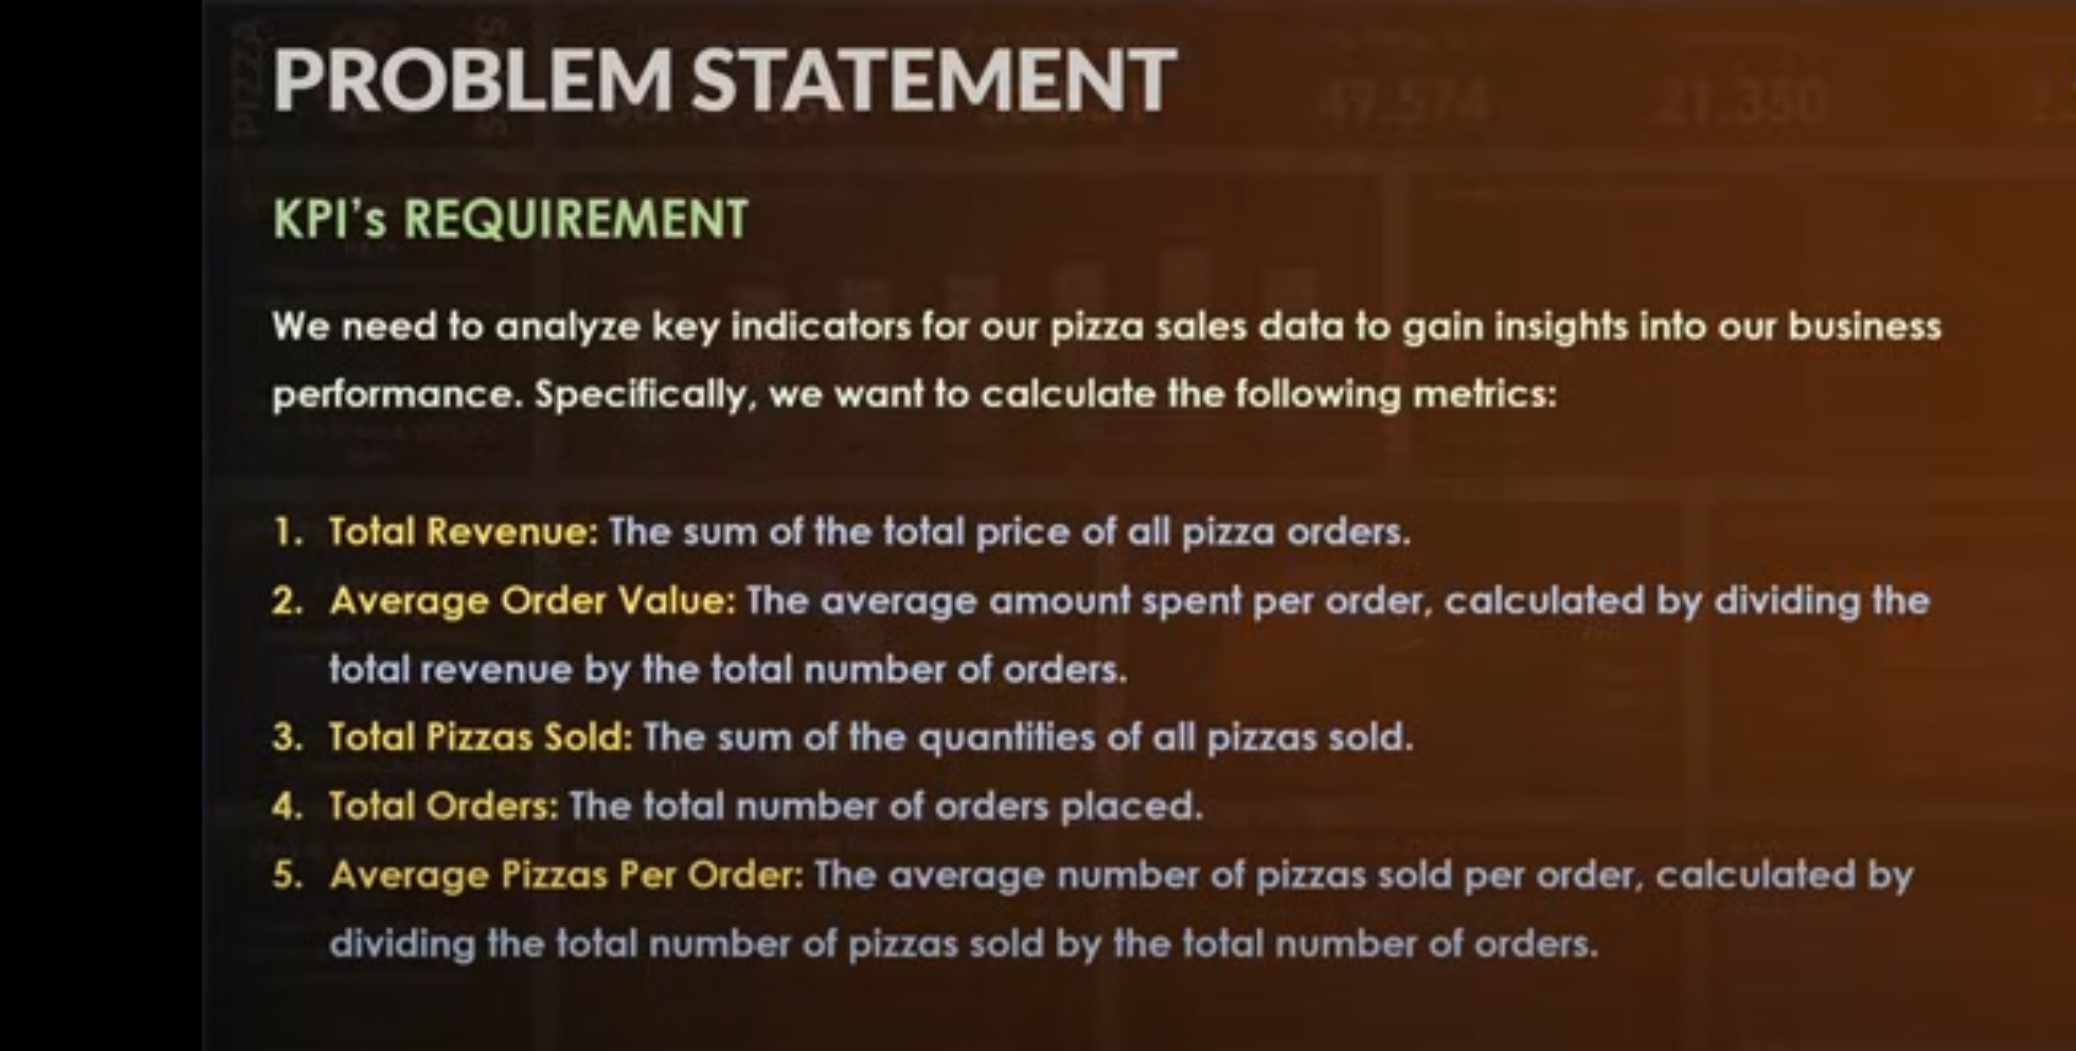 PROBLEM STATEMENT
49,574
21,350
KPI's REQUIREMENT
We need to analyze key indicators for our pizza sales data to gain insights into our business
performance. Specifically, we want to calculate the following metrics:
1. Total Revenue: The sum of the total price of all pizza orders.
2. Average Order Value: The average amount spent per order, calculated by dividing the
total revenue by the total number of orders.
3. Total Pizzas Sold: The sum of the quantities of all pizzas sold.
4. Total Orders: The total number of orders placed.
5. Average Pizzas Per Order: The average number of pizzas sold per order, calculated by
dividing the total number of pizzas sold by the total number of orders.